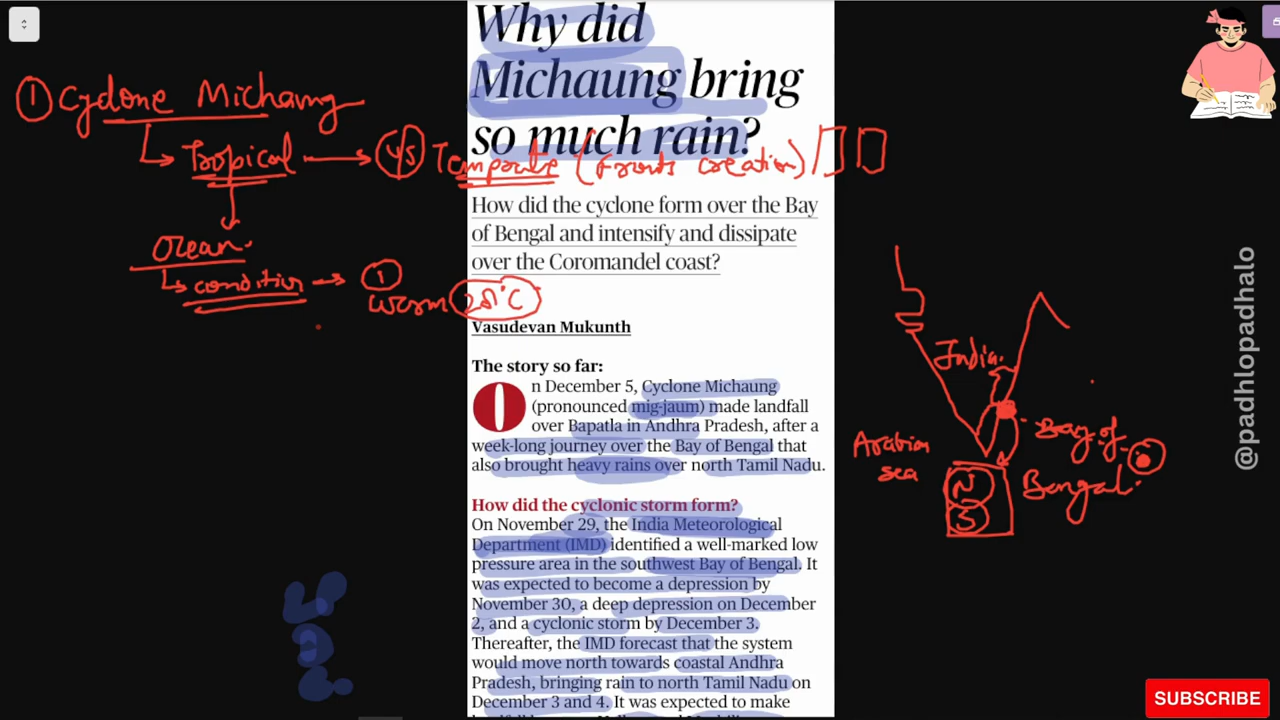 Why did
Michaung bring
so much rain?
① Cyclone Michaung
Tropical
v/s
(Fronts creation)
Ocean
condition
①
warm 28°C
How did the cyclone form over the Bay
of Bengal and intensify and dissipate
over the Coromandel coast?
Vasudevan Mukunth
The story so far:
On December 5, Cyclone Michaung
(pronounced mig-jaum) made landfall
over Bapatla in Andhra Pradesh, after a
week-long journey over the Bay of Bengal that
also brought heavy rains over north Tamil Nadu.
How did the cyclonic storm form?
On November 29, the India Meteorological
Department (IMD) identified a well-marked low
pressure area in the southwest Bay of Bengal. It
was expected to become a depression by
November 30, a deep depression on December
2, and a cyclonic storm by December 3.
Thereafter, the IMD forecast that the system
would move north towards coastal Andhra
Pradesh, bringing rain to north Tamil Nadu on
December 3 and 4. It was expected to make
India
Arabian
sea
Bay of
Bengal
N
S
@padhlopadhalo
SUBSCRIBE